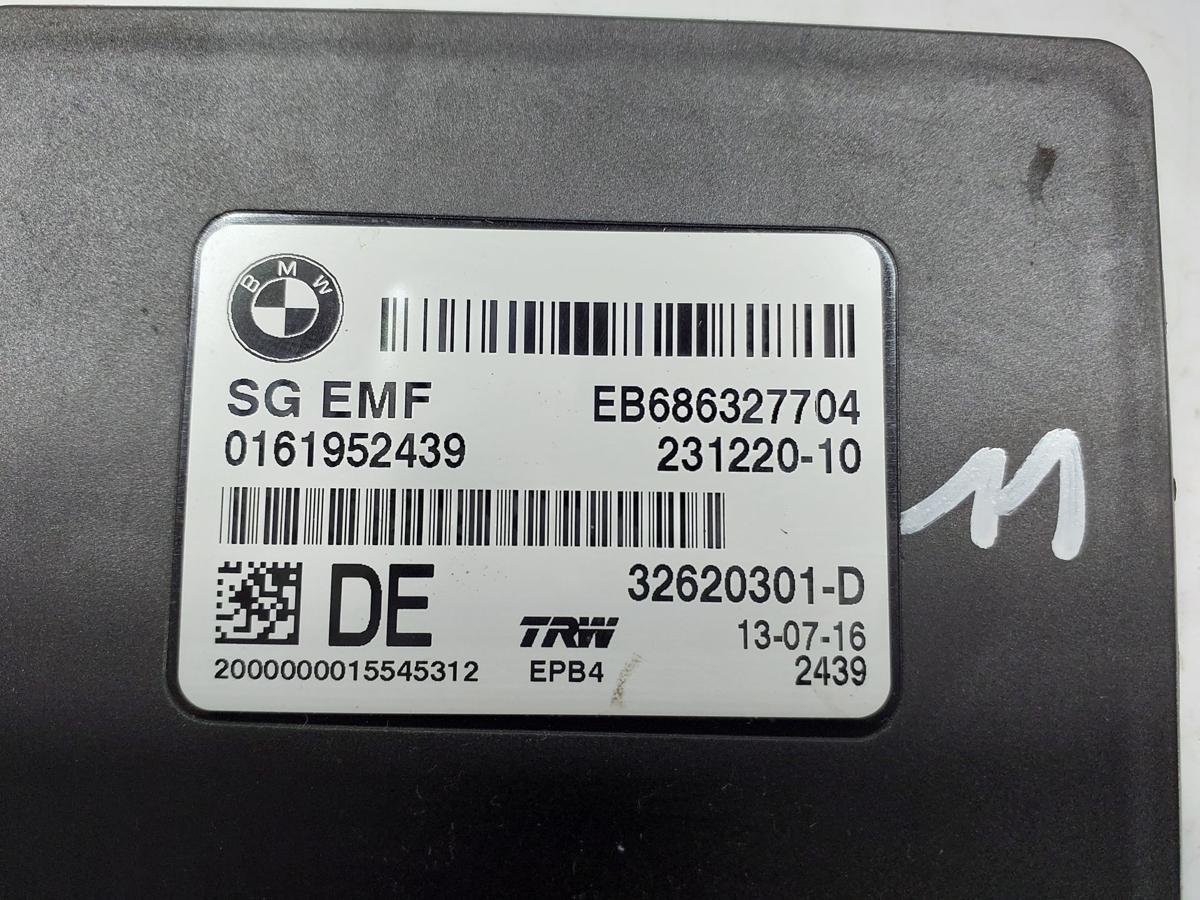 BMW
SG EMF EB686327704
0161952439 231220-10
32620301-D
DE
TRW 13-07-16
2000000015545312 EPB4 2439